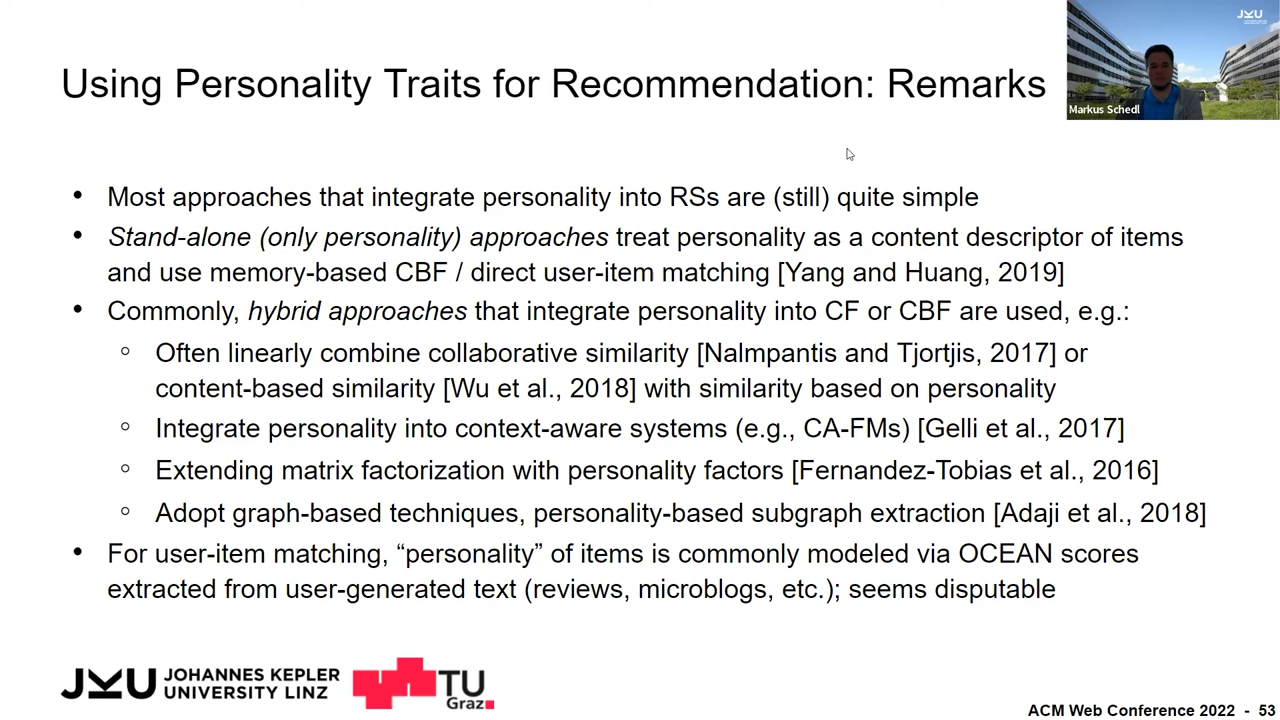 JKU
Markus Schedl
Using Personality Traits for Recommendation: Remarks
• Most approaches that integrate personality into RSs are (still) quite simple
• Stand-alone (only personality) approaches treat personality as a content descriptor of items
and use memory-based CBF / direct user-item matching [Yang and Huang, 2019]
• Commonly, hybrid approaches that integrate personality into CF or CBF are used, e.g.:
○ Often linearly combine collaborative similarity [Nalmpantis and Tjortjis, 2017] or
content-based similarity [Wu et al., 2018] with similarity based on personality
○ Integrate personality into context-aware systems (e.g., CA-FMs) [Gelli et al., 2017]
○ Extending matrix factorization with personality factors [Fernandez-Tobias et al., 2016]
○ Adopt graph-based techniques, personality-based subgraph extraction [Adaji et al., 2018]
• For user-item matching, “personality” of items is commonly modeled via OCEAN scores
extracted from user-generated text (reviews, microblogs, etc.); seems disputable
JKU JOHANNES KEPLER
UNIVERSITY LINZ
TU
Graz
ACM Web Conference 2022 - 53